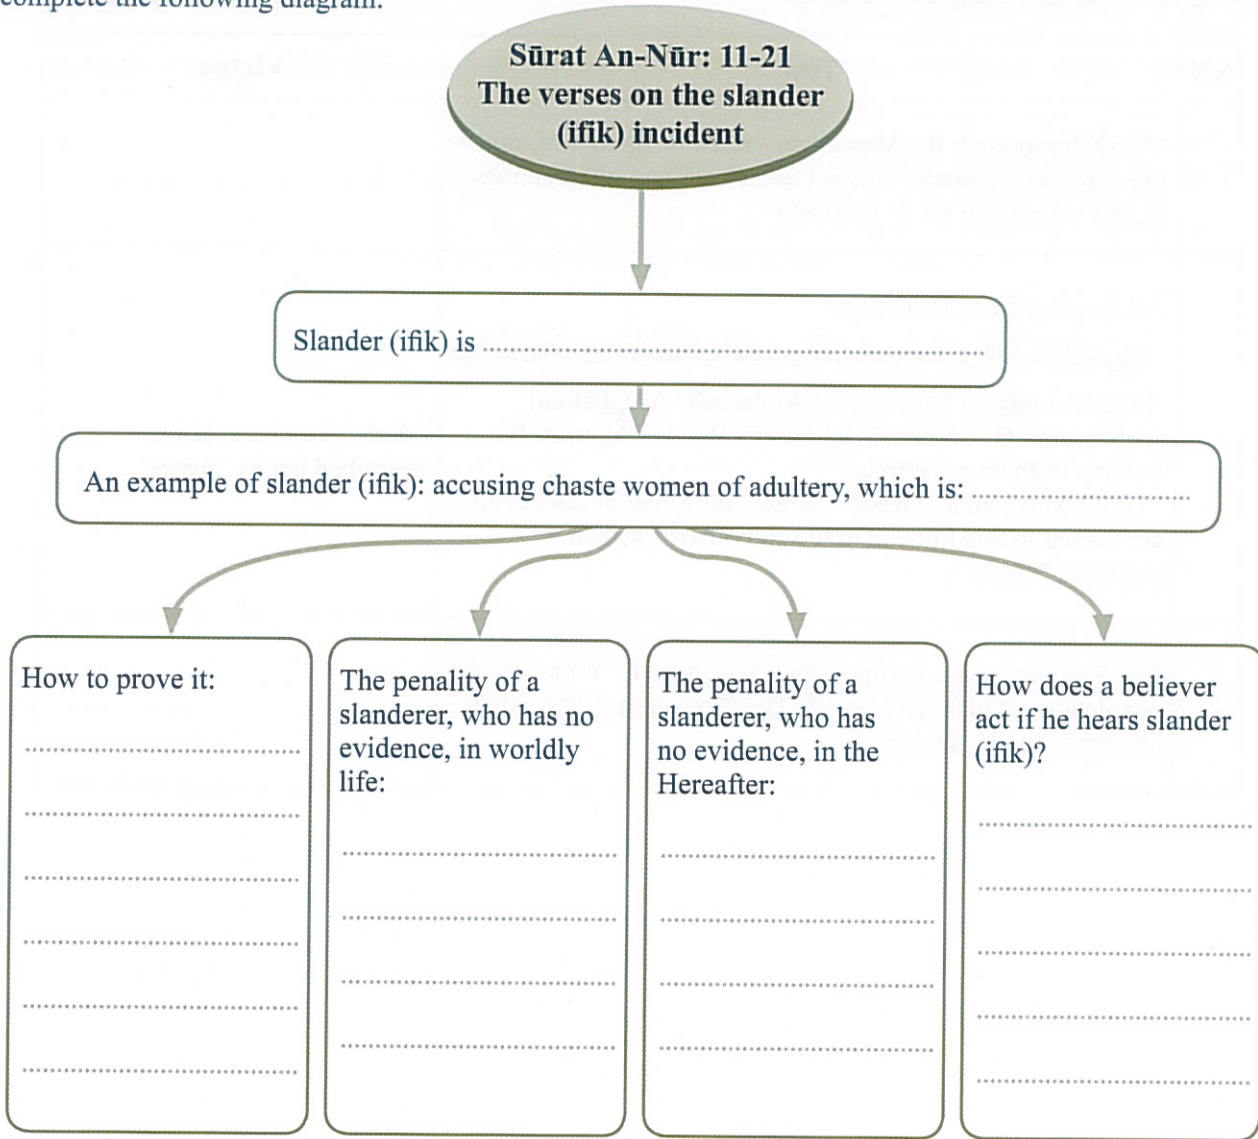 complete the following diagram.
Sūrat An-Nūr: 11-21
The verses on the slander
(ifik) incident
Slander (ifik) is ........................................
An example of slander (ifik): accusing chaste women of adultery, which is: ....................
How to prove it:
The penality of a
slanderer, who has no
evidence, in worldly
life:
The penality of a
slanderer, who has
no evidence, in the
Hereafter:
How does a believer
act if he hears slander
(ifik)?